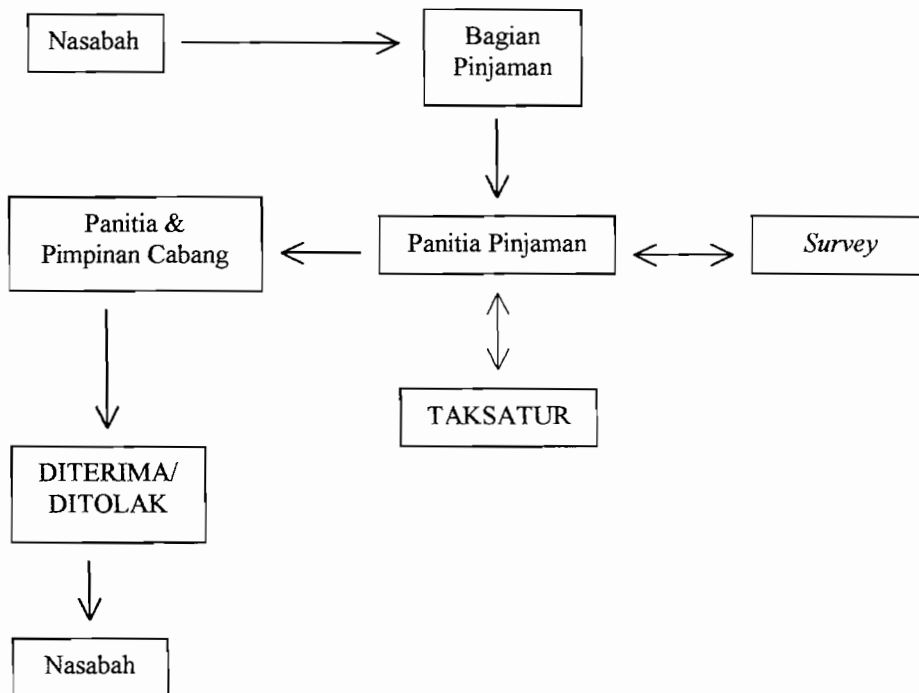 Nasabah
Bagian
Pinjaman
Panitia &
Pimpinan Cabang
Panitia Pinjaman
Survey
TAKSATUR
DITERIMA/
DITOLAK
Nasabah